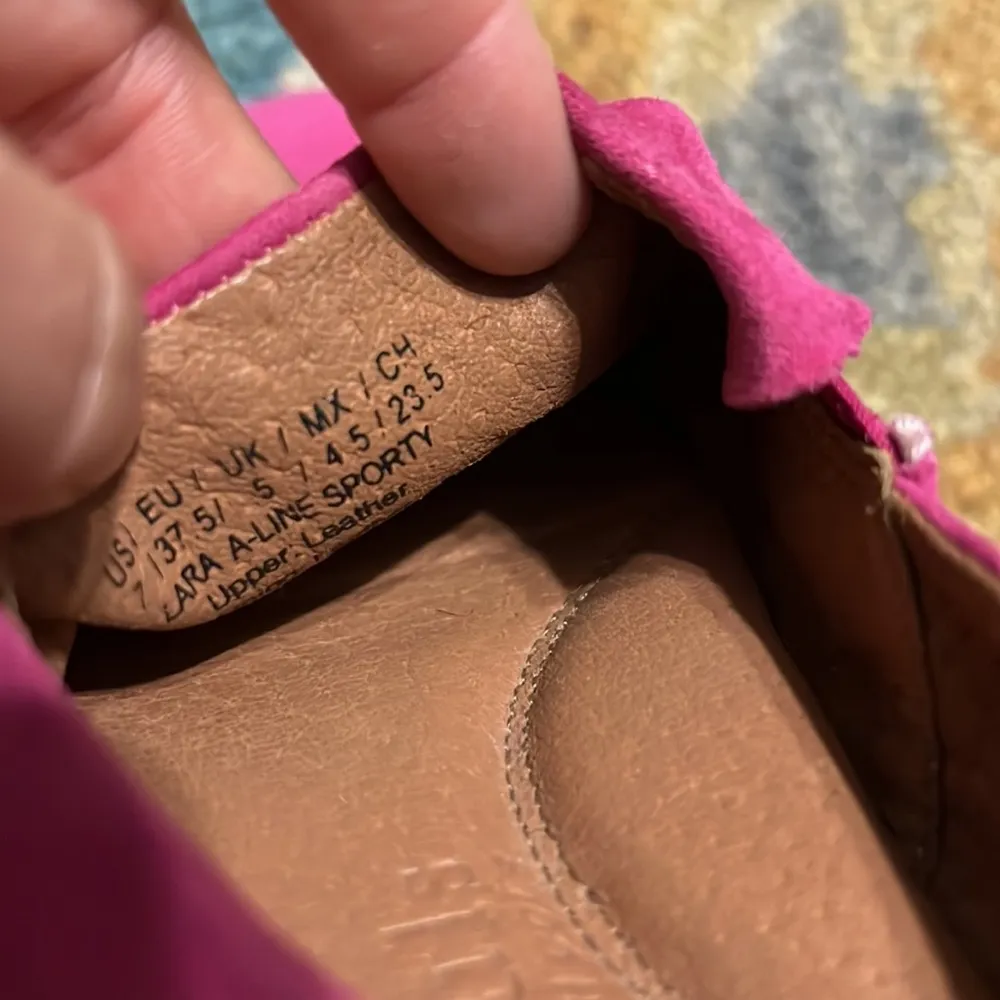 US/ EU / UK / MX / CH
7 / 37.5/ 5 / 4.5 / 23.5
LARA A-LINE SPORTY
Upper: Leather